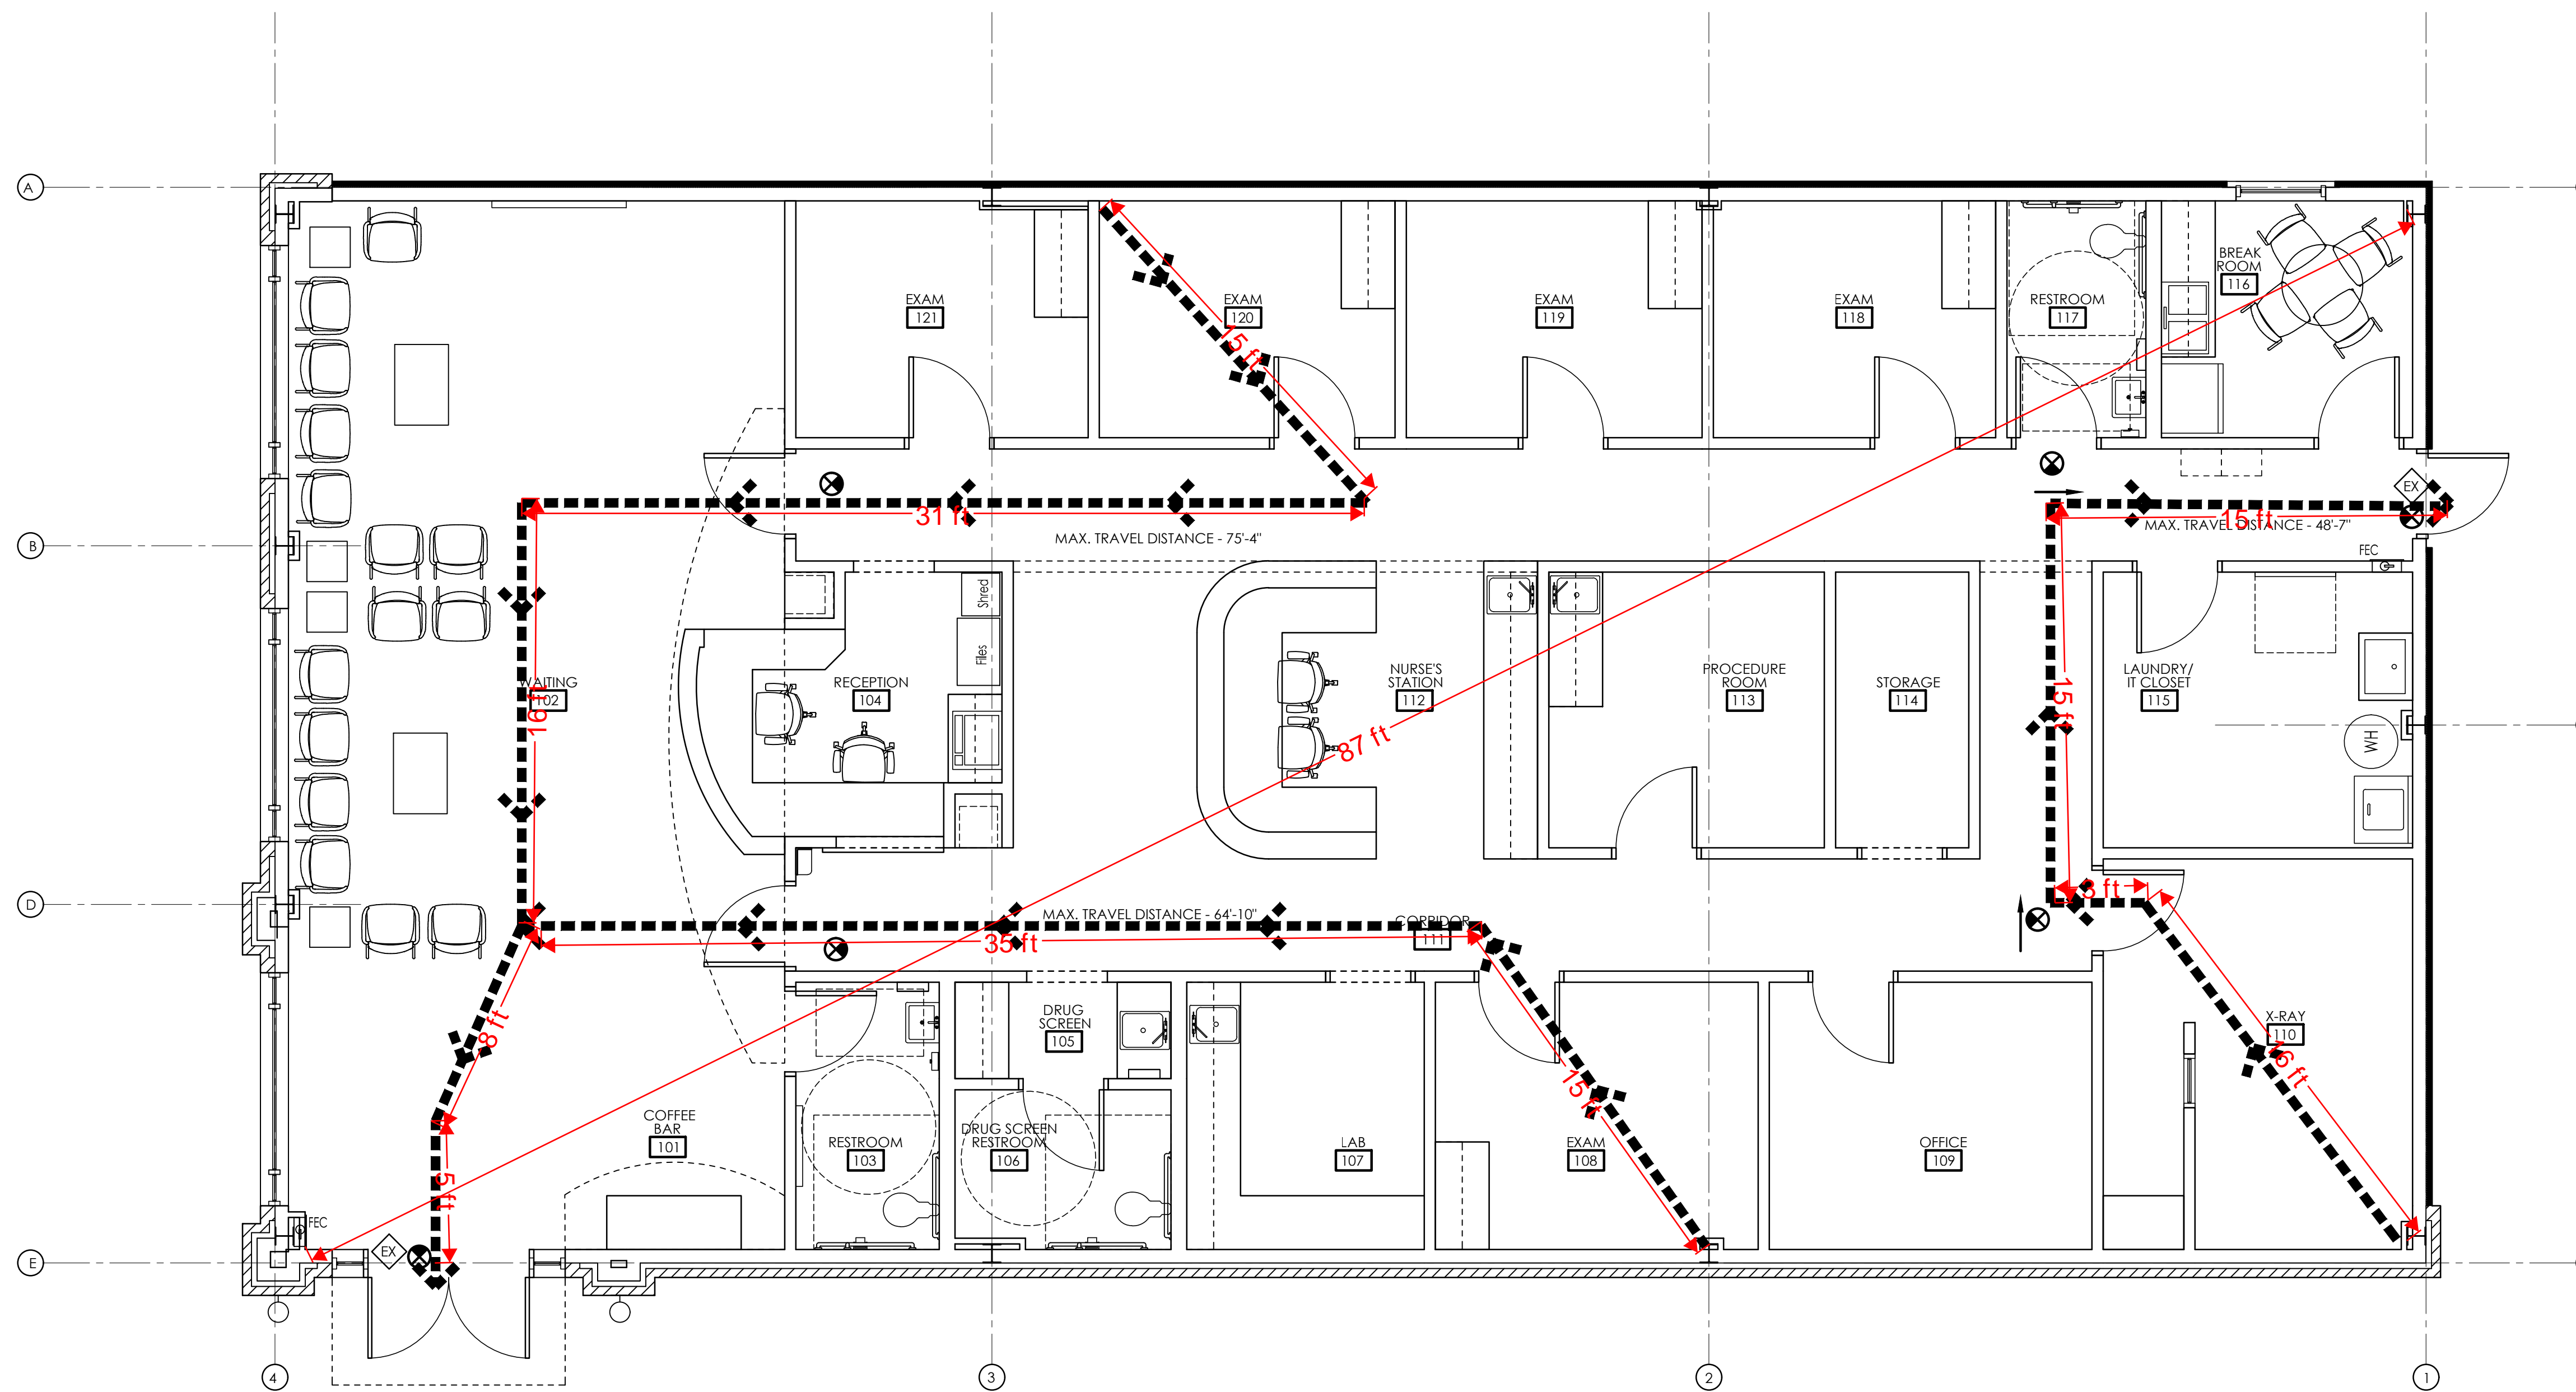 A
EXAM
121
EXAM
120
EXAM
119
EXAM
118
RESTROOM
117
BREAK
ROOM
116
15 ft
EX
31 ft
15 ft
MAX. TRAVEL DISTANCE - 48'-7"
MAX. TRAVEL DISTANCE - 75'-4"
B
FEC
Shred
Files
WAITING
102
16 ft
RECEPTION
104
NURSE'S
STATION
112
PROCEDURE
ROOM
113
STORAGE
114
15 ft
LAUNDRY/
IT CLOSET
115
WH
87 ft
D
3 ft
MAX. TRAVEL DISTANCE - 64'-10"
CORRIDOR
111
35 ft
8 ft
DRUG
SCREEN
105
X-RAY
110
16 ft
15 ft
COFFEE
BAR
101
RESTROOM
103
DRUG SCREEN
RESTROOM
106
LAB
107
EXAM
108
OFFICE
109
5 ft
FEC
EX
E
4
3
2
1